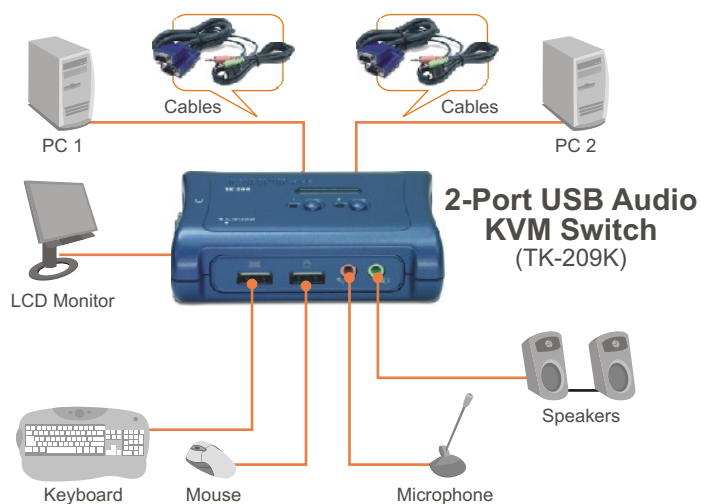 Cables
Cables
PC 1
PC 2
2-Port USB Audio
KVM Switch
(TK-209K)
LCD Monitor
Speakers
Keyboard
Mouse
Microphone